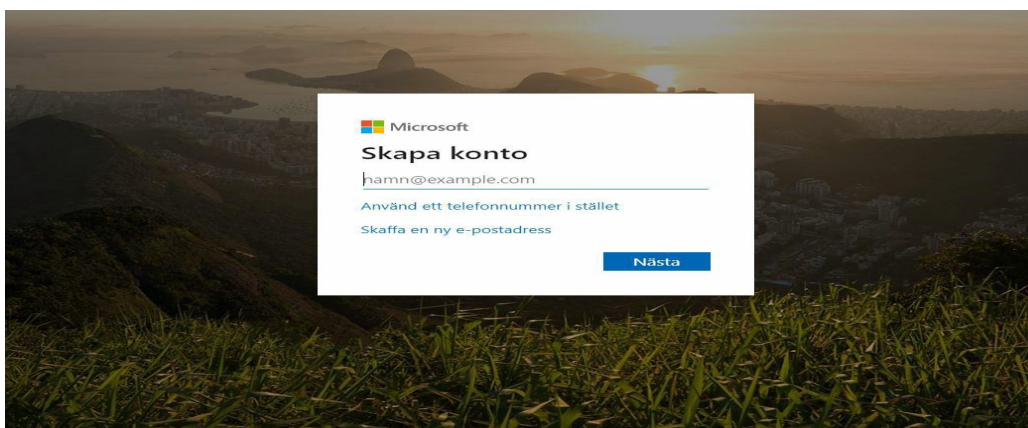 Microsoft
Skapa konto
namn@example.com
Använd ett telefonnummer i stället
Skaffa en ny e-postadress
Nästa